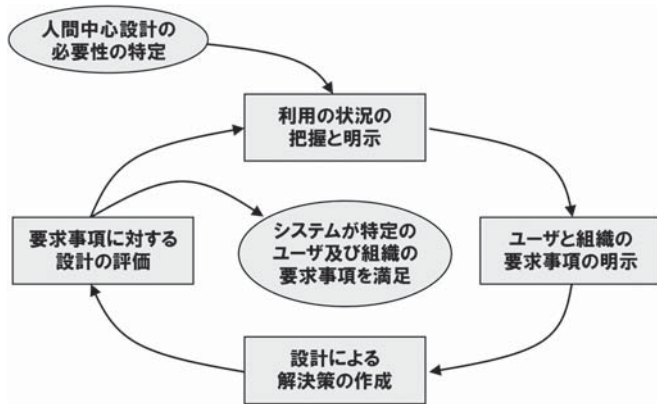 人間中心設計の
必要性の特定
利用の状況の
把握と明示
要求事項に対する
設計の評価
システムが特定の
ユーザ及び組織の
要求事項を満足
ユーザと組織の
要求事項の明示
設計による
解決策の作成